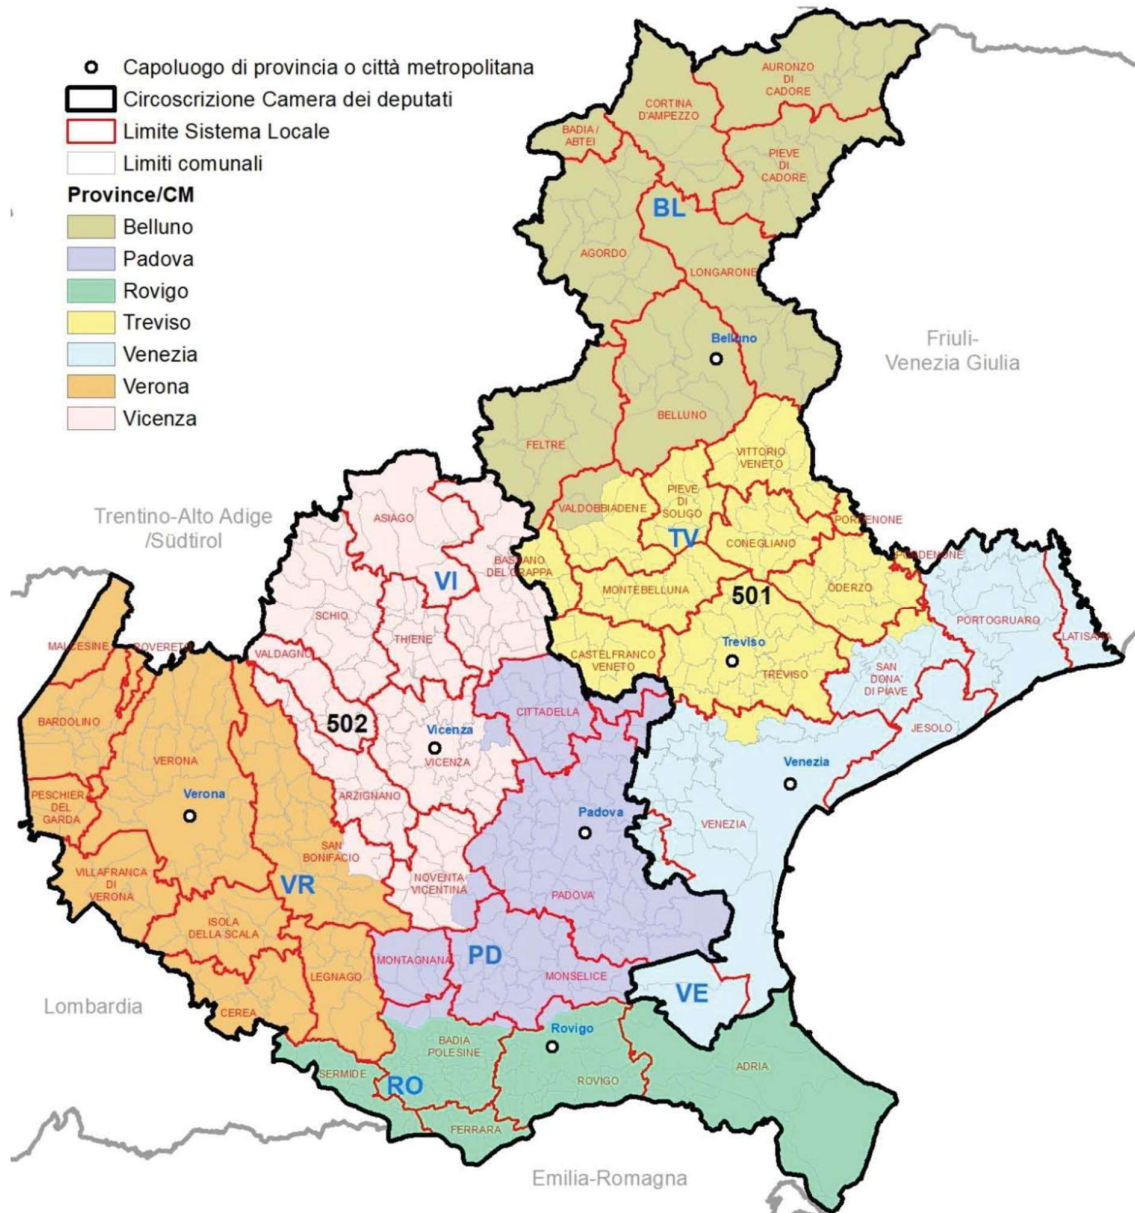 Capoluogo di provincia o città metropolitana
Circoscrizione Camera dei deputati
Limite Sistema Locale
Limiti comunali
Province/CM
Belluno
Padova
Rovigo
Treviso
Venezia
Verona
Vicenza
AURONZO
DI
CADORE
CORTINA
D'AMPEZZO
BADIA /
ABTEI
PIEVE
DI
CADORE
BL
AGORDO
LONGARONE
Belluno
Friuli-
Venezia Giulia
BELLUNO
FELTRE
VITTORIO
VENETO
Trentino-Alto Adige
/Südtirol
ASIAGO
VALDOBBIADENE
PIEVE
DI
SOLIGO
PORDENONE
CONEGLIANO
TV
PORDENONE
BASSANO
DEL GRAPPA
VI
MONTEBELLUNA
501
ODERZO
SCHIO
THIENE
PORTOGRUARO
LATISANA
MALCESINE
ROVERETO
VALDAGNO
CASTELFRANCO
VENETO
Treviso
TREVISO
SAN
DONA'
DI PIAVE
BARDOLINO
502
CITTADELLA
JESOLO
VERONA
Vicenza
VICENZA
Venezia
PESCHIER
DEL
GARDA
Verona
ARZIGNANO
Padova
VENEZIA
SAN
BONIFACIO
VILLAFRANCA
DI
VERONA
VR
NOVENTA
VICENTINA
PADOVA
ISOLA
DELLA SCALA
MONTAGNANA
PD
LEGNAGO
MONSELICE
VE
Lombardia
CEREA
Rovigo
BADIA
POLESINE
ADRIA
SERMIDE
RO
ROVIGO
FERRARA
Emilia-Romagna